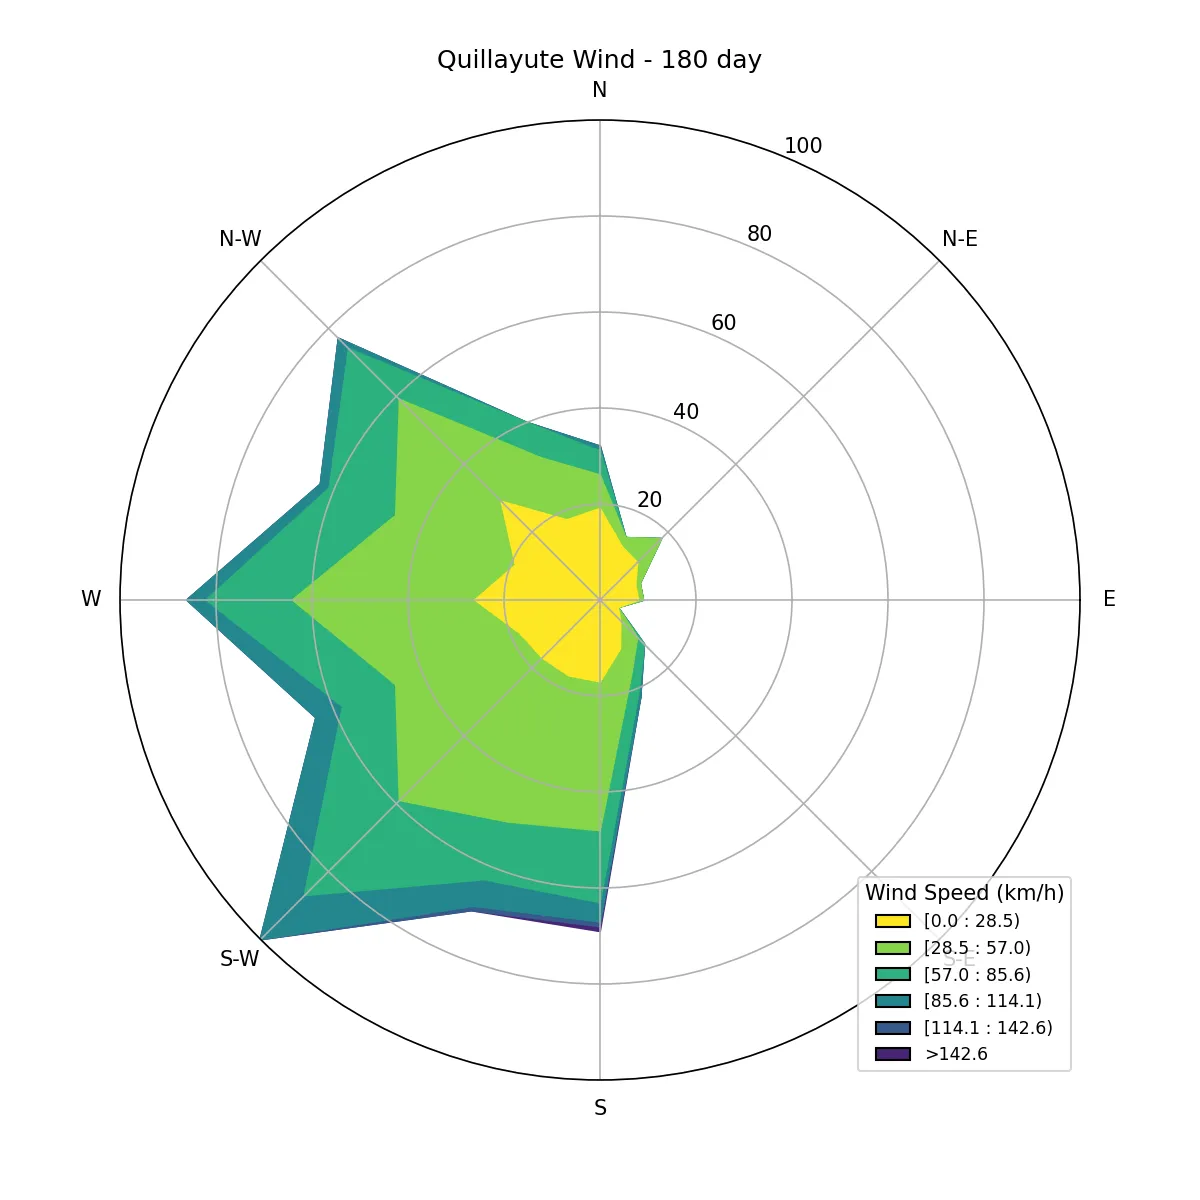 Quillayute Wind - 180 day
N
100
N-W
80
N-E
60
40
20
W
E
S-W
S-E
S
Wind Speed (km/h)
[0.0 : 28.5)
[28.5 : 57.0)
[57.0 : 85.6)
[85.6 : 114.1)
[114.1 : 142.6)
>142.6